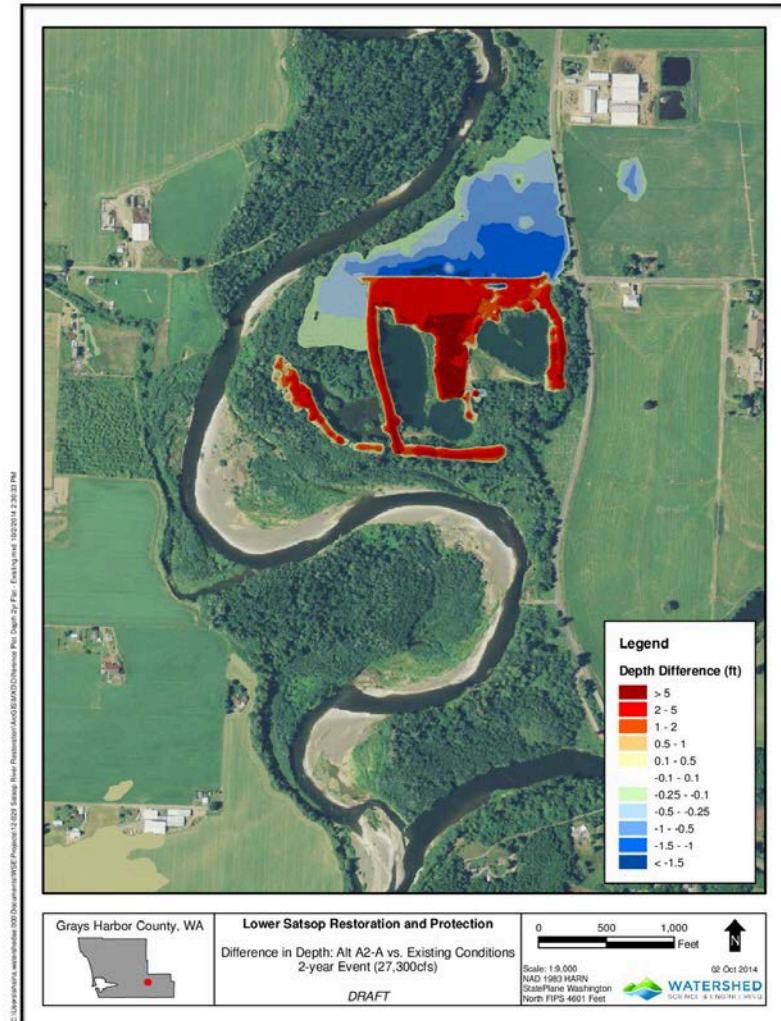 Legend
Depth Difference (ft)
> 5
2 - 5
1 - 2
0.5 - 1
0.1 - 0.5
-0.1 - 0.1
-0.25 - -0.1
-0.5 - -0.25
-1 - -0.5
-1.5 - -1
< -1.5
Grays Harbor County, WA
Lower Satsop Restoration and Protection
Difference in Depth: Alt A2-A vs. Existing Conditions
2-year Event (27,300cfs)
DRAFT
0 500 1,000
Feet
N
Scale: 1:9,000
NAD 1983 HARN
StatePlane Washington
North FIPS 4601 Feet
02 Oct 2014
WATERSHED
SCIENCE & ENGINEERING